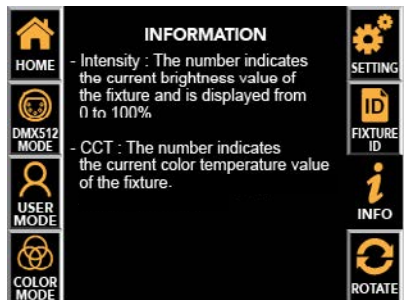 HOME
DMX512
MODE
USER
MODE
COLOR
MODE
INFORMATION
- Intensity : The number indicates
the current brightness value of
the fixture and is displayed from
0 to 100%
- CCT : The number indicates
the current color temperature value
of the fixture.
SETTING
ID
FIXTURE
ID
i
INFO
ROTATE